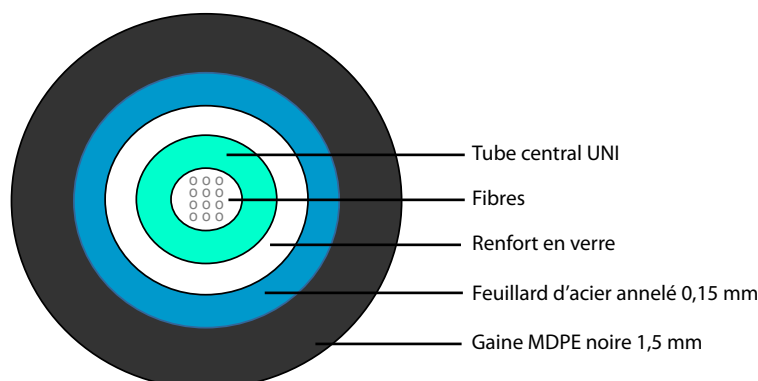 Tube central UNI
Fibres
Renfort en verre
Feuillard d'acier annelé 0,15 mm
Gaine MDPE noire 1,5 mm